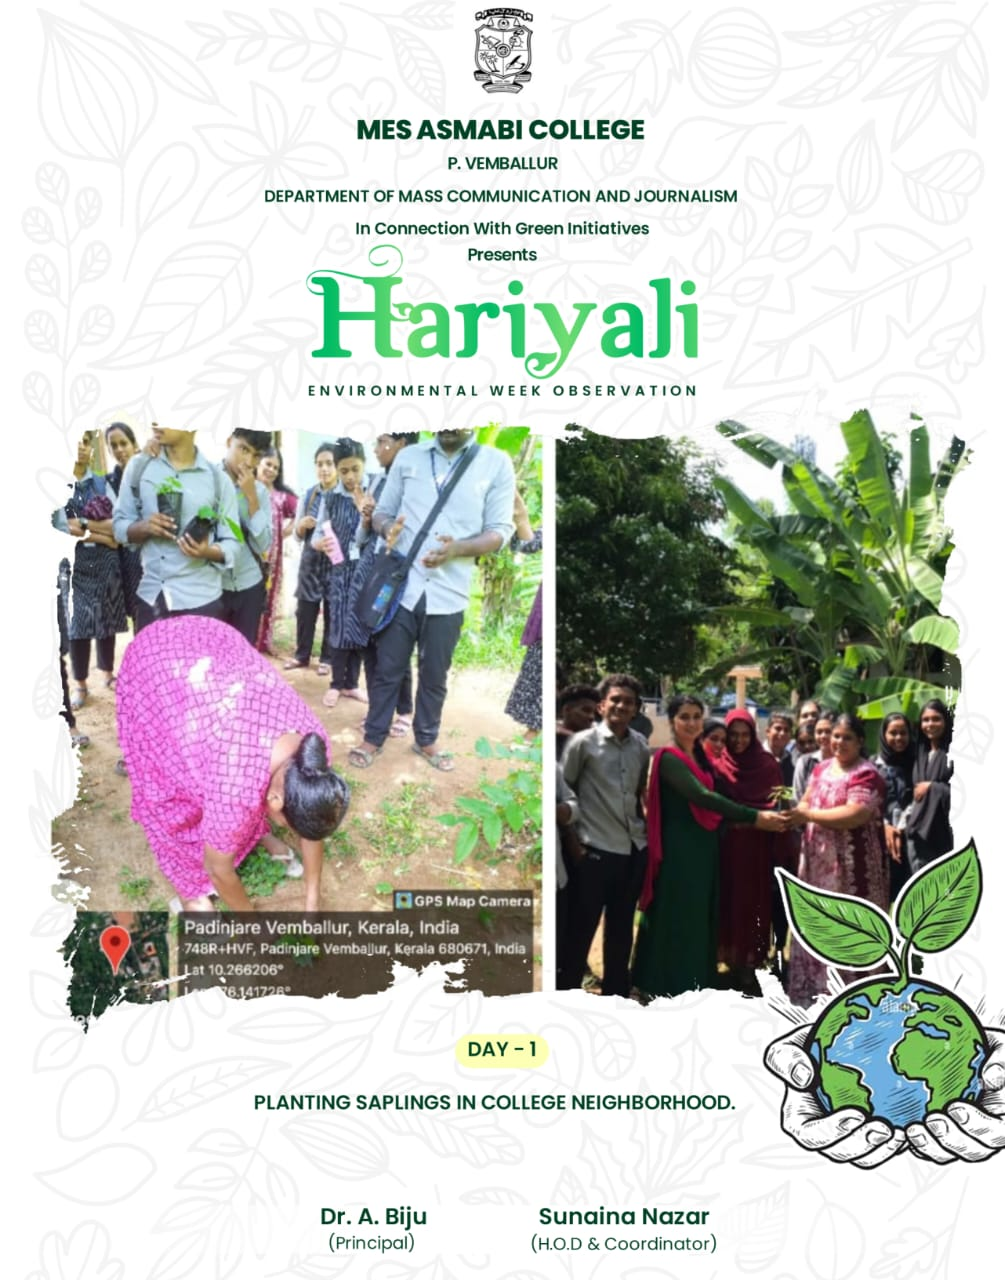 MES ASMABI COLLEGE
P. VEMBALLUR
DEPARTMENT OF MASS COMMUNICATION AND JOURNALISM
In Connection With Green Initiatives
Presents
Hariyali
ENVIRONMENTAL WEEK OBSERVATION
GPS Map Camera
Padinjare Vemballur, Kerala, India
748R+HVF, Padinjare Vemballur, Kerala 680671, India
Lat 10.266206°
76.141726°
DAY - 1
PLANTING SAPLINGS IN COLLEGE NEIGHBORHOOD.
Dr. A. Biju
(Principal)
Sunaina Nazar
(H.O.D & Coordinator)